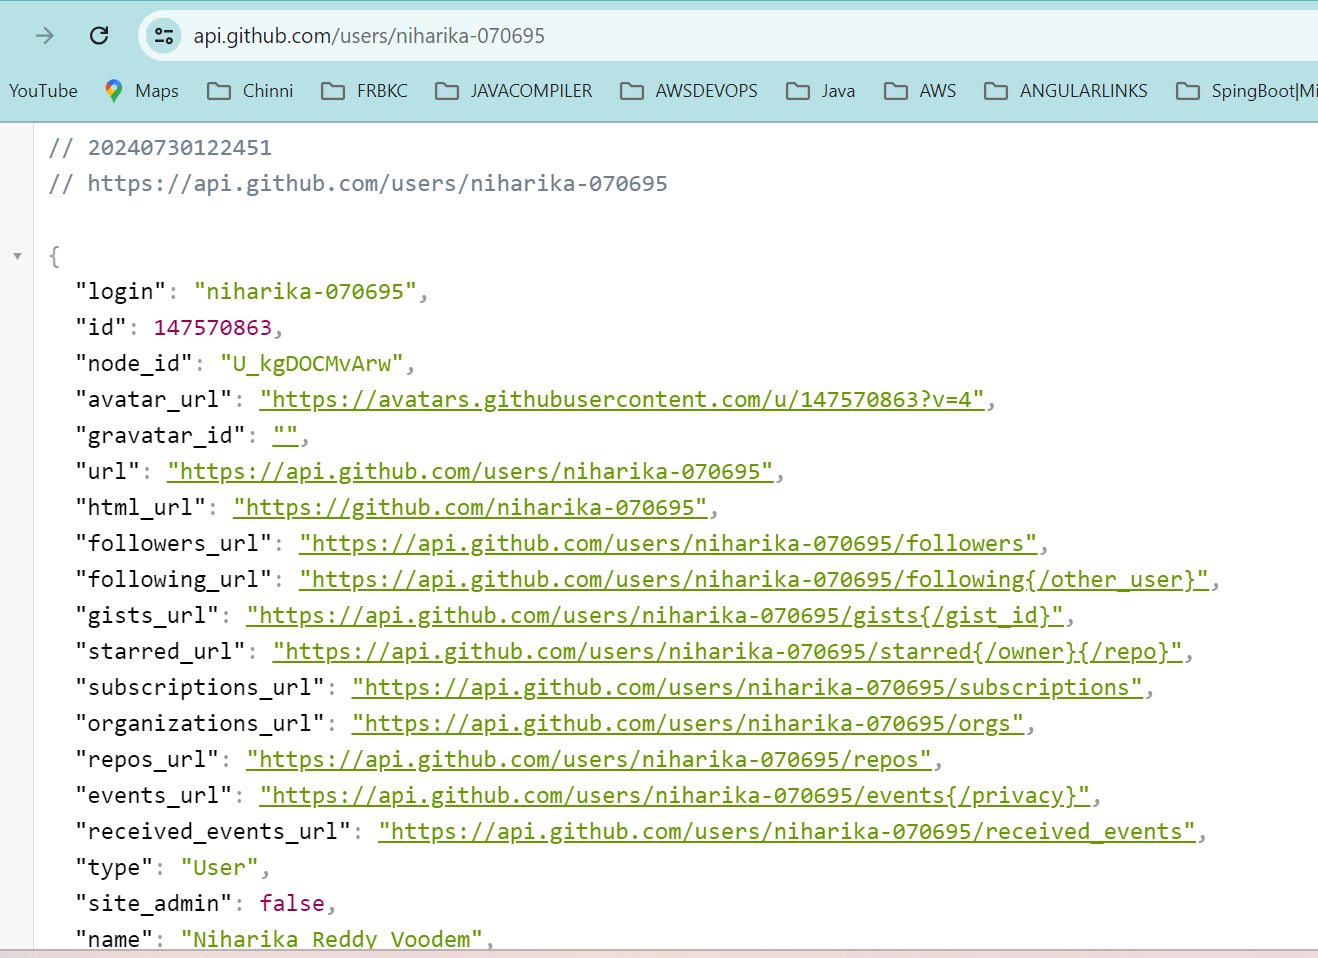 api.github.com/users/niharika-070695
YouTube Maps Chinni FRBKC JAVACOMPILER AWSDEVOPS Java AWS ANGULARLINKS SpingBoot|Mi
// 20240730122451
// https://api.github.com/users/niharika-070695
{
"login": "niharika-070695",
"id": 147570863,
"node_id": "U_kgDOCMvArw",
"avatar_url": "https://avatars.githubusercontent.com/u/147570863?v=4",
"gravatar_id": "",
"url": "https://api.github.com/users/niharika-070695",
"html_url": "https://github.com/niharika-070695",
"followers_url": "https://api.github.com/users/niharika-070695/followers",
"following_url": "https://api.github.com/users/niharika-070695/following{/other_user}",
"gists_url": "https://api.github.com/users/niharika-070695/gists{/gist_id}",
"starred_url": "https://api.github.com/users/niharika-070695/starred{/owner}{/repo}",
"subscriptions_url": "https://api.github.com/users/niharika-070695/subscriptions",
"organizations_url": "https://api.github.com/users/niharika-070695/orgs",
"repos_url": "https://api.github.com/users/niharika-070695/repos",
"events_url": "https://api.github.com/users/niharika-070695/events{/privacy}",
"received_events_url": "https://api.github.com/users/niharika-070695/received_events",
"type": "User",
"site_admin": false,
"name": "Niharika Reddy Voodem",